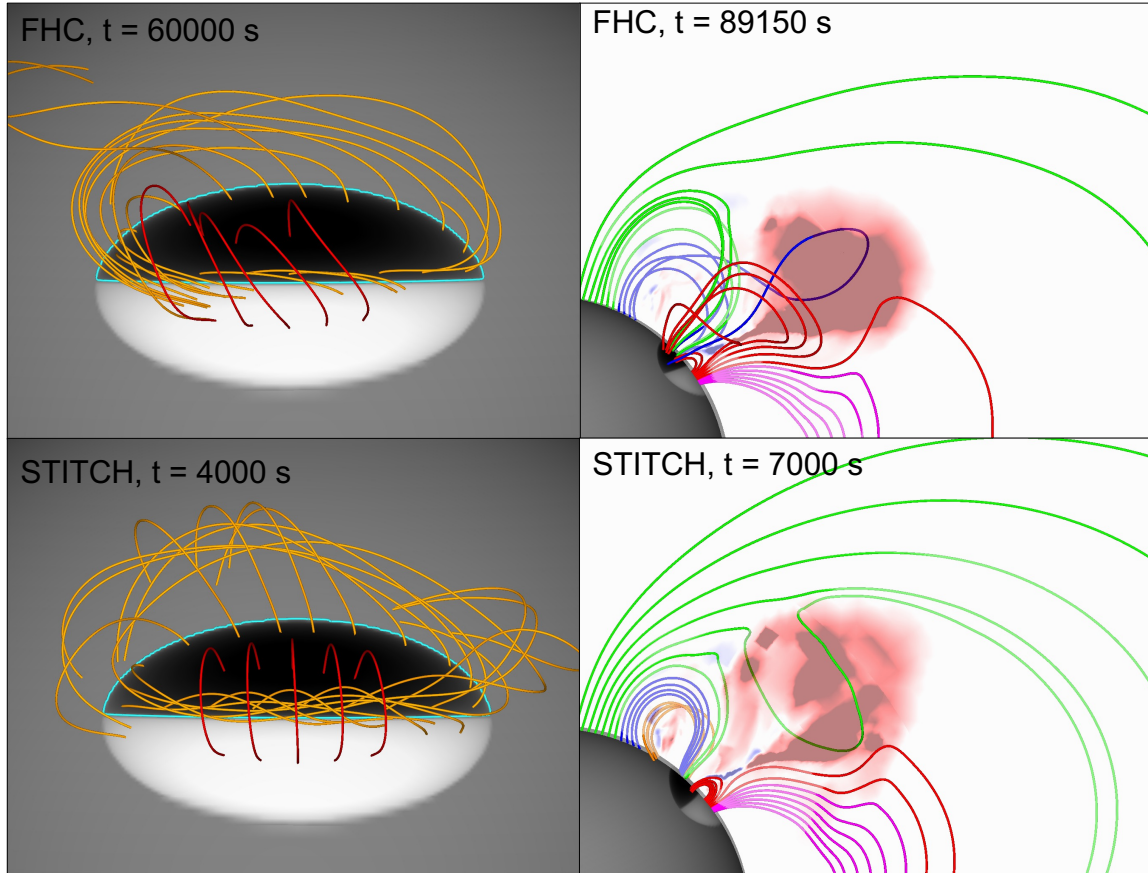 FHC, t = 60000 s
FHC, t = 89150 s
STITCH, t = 4000 s
STITCH, t = 7000 s